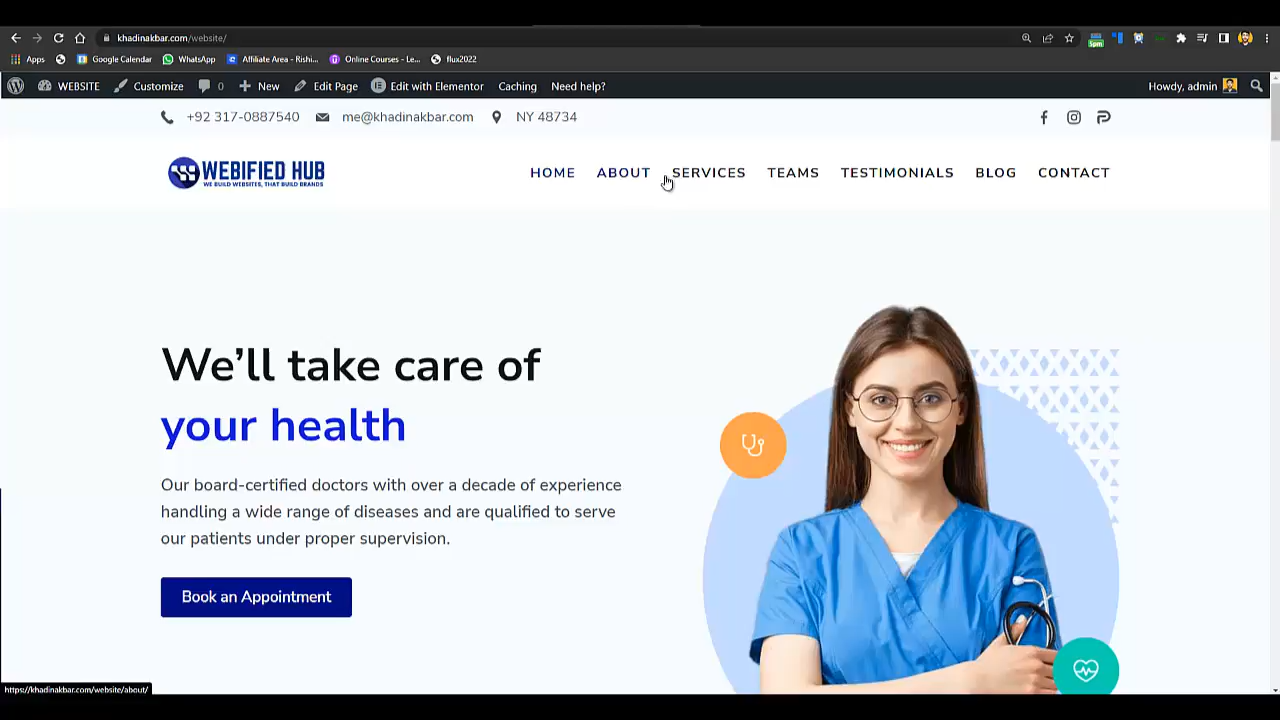 khadinakbar.com/website/
Apps Google Calendar WhatsApp Affiliate Area - Rishi... Online Courses - Le... flux2022
WEBSITE Customize 0 New Edit Page Edit with Elementor Caching Need help? Howdy, admin
+92 317-0887540 me@khadinakbar.com NY 48734
WEBIFIED HUB
WE BUILD WEBSITES, THAT BUILD BRANDS
HOME ABOUT SERVICES TEAMS TESTIMONIALS BLOG CONTACT
We’ll take care of
your health
Our board-certified doctors with over a decade of experience
handling a wide range of diseases and are qualified to serve
our patients under proper supervision.
Book an Appointment
https://khadinakbar.com/website/about/